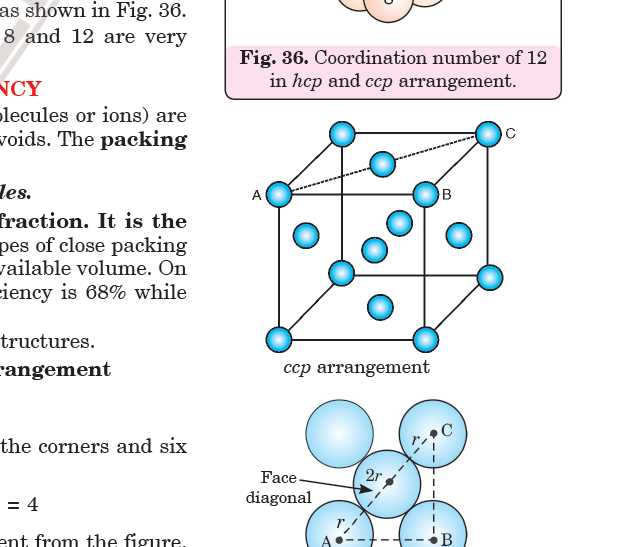 as shown in Fig. 36.
8 and 12 are very
NCY
olecules or ions) are
voids. The packing
les.
fraction. It is the
pes of close packing
vailable volume. On
ciency is 68% while
tructures.
rangement
the corners and six
= 4
ent from the figure,
Fig. 36. Coordination number of 12
in hcp and ccp arrangement.
C
A
B
ccp arrangement
C
r
2r
Face
diagonal
r
A
B